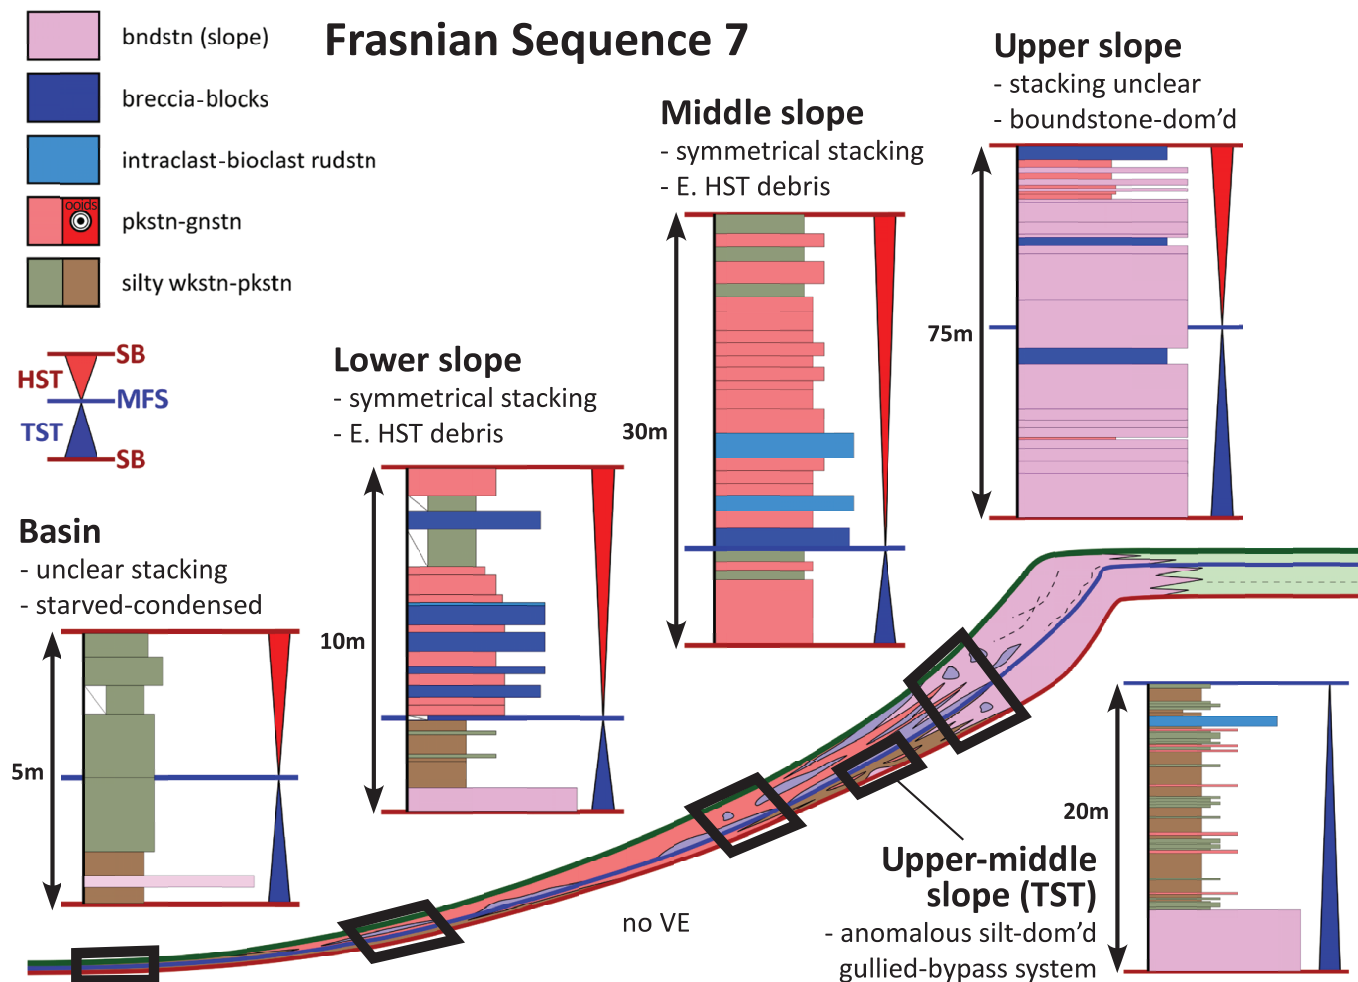 Frasnian Sequence 7
bndstn (slope)
breccia-blocks
intraclast-bioclast rudstn
ooids
pkstn-gnstn
silty wkstn-pkstn
SB
HST
MFS
TST
SB
Upper slope
- stacking unclear
- boundstone-dom’d
75m
Middle slope
- symmetrical stacking
- E. HST debris
30m
Lower slope
- symmetrical stacking
- E. HST debris
10m
Basin
- unclear stacking
- starved-condensed
5m
20m
Upper-middle
slope (TST)
- anomalous silt-dom’d
gullied-bypass system
no VE